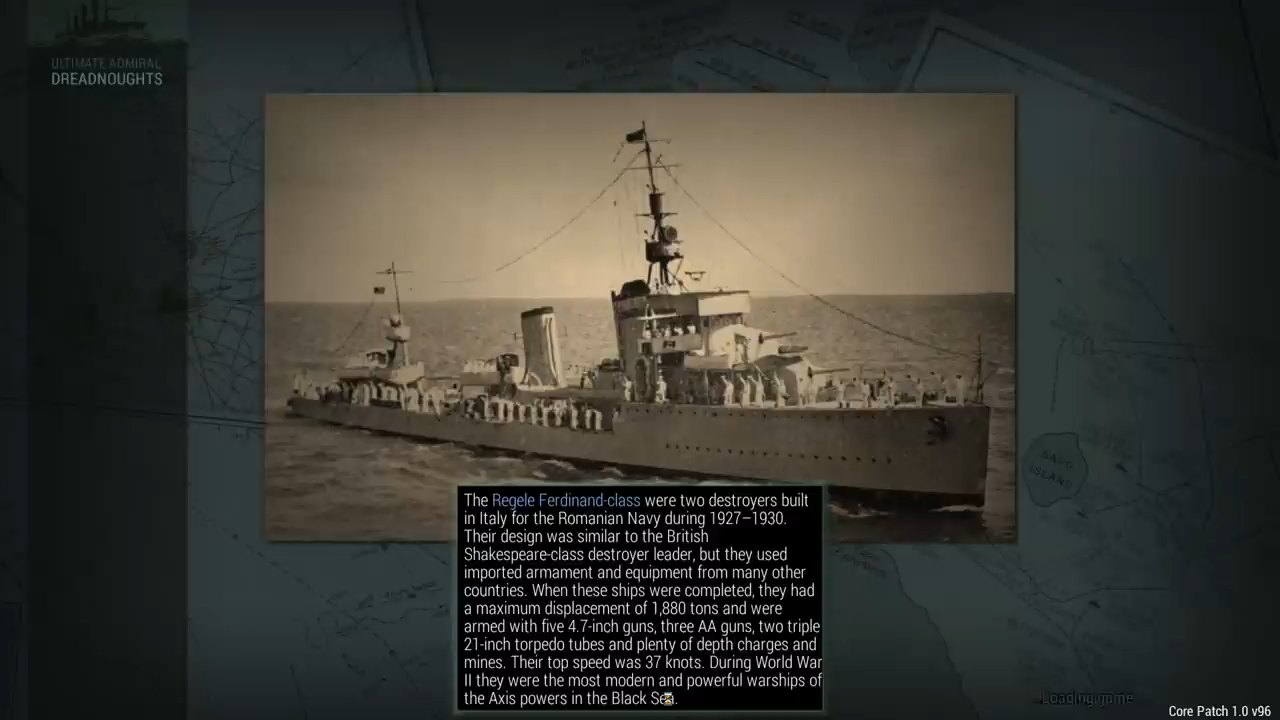 ULTIMATE ADMIRAL
DREADNOUGHTS
The Regele Ferdinand-class were two destroyers built
in Italy for the Romanian Navy during 1927–1930.
Their design was similar to the British
Shakespeare-class destroyer leader, but they used
imported armament and equipment from many other
countries. When these ships were completed, they had
a maximum displacement of 1,880 tons and were
armed with five 4.7-inch guns, three AA guns, two triple
21-inch torpedo tubes and plenty of depth charges and
mines. Their top speed was 37 knots. During World War
II they were the most modern and powerful warships of
the Axis powers in the Black Sea.
SAVO
ISLAND
Loading game
Core Patch 1.0 v96